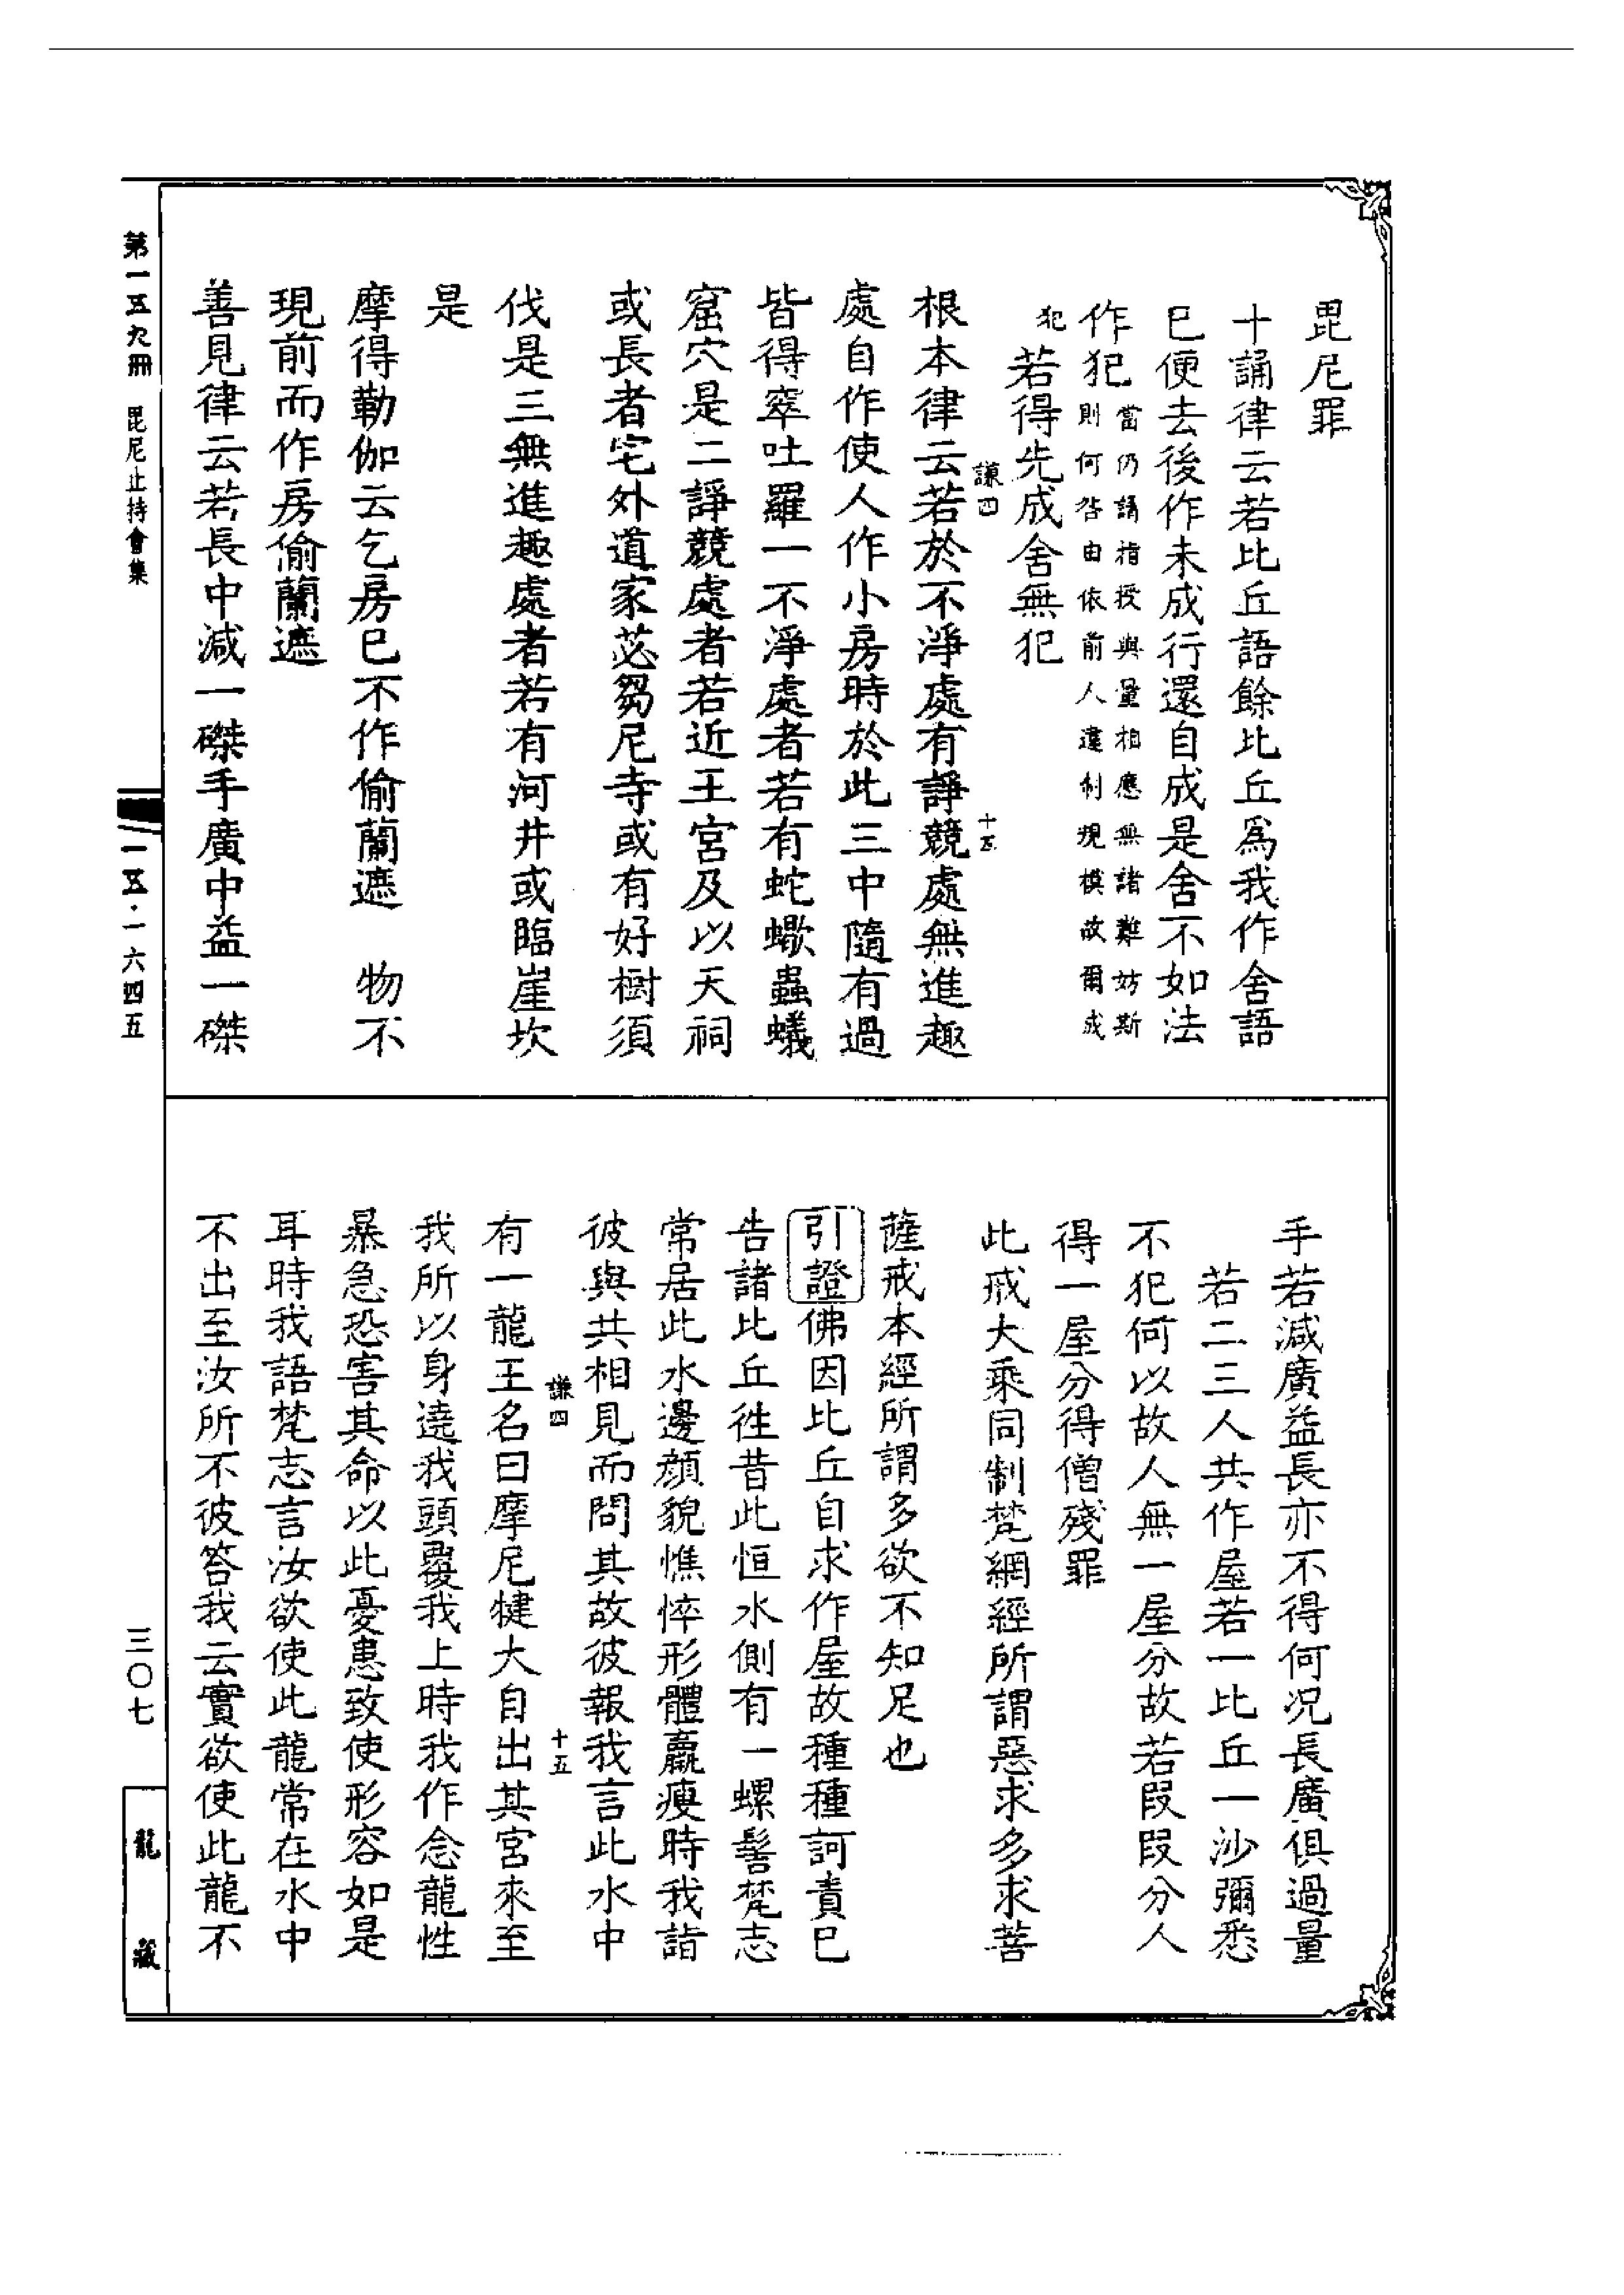 毘尼罪
十誦律云若比丘語餘比丘爲我作舍語
巳便去後作未成行還自成是舍不如法
作犯當仍誦指授與量相應無諸難妨斯
則何咎由依前人違制規模故爾成
犯若得先成舍無犯
謙四 十五
根本律云若於不淨處有諍競處無進趣
處自作使人作小房時於此三中隨有過
皆得窣吐羅一不淨處者若有蛇蠍蟲蟻
窟穴是二諍競處者若近王宮及以天祠
或長者宅外道家苾芻尼寺或有好樹須
伐是三無進趣處者若有河井或臨崖坎
是
摩得勒伽云乞房巳不作偷蘭遮 物不
現前而作房偷蘭遮
善見律云若長中減一磔手廣中益一磔
手若減廣益長亦不得何况長廣俱過量
若二三人共作屋若一比丘一沙彌悉
不犯何以故人無一屋分故若段段分人
得一屋分得僧殘罪
此戒大乘同制梵網經所謂惡求多求菩
薩戒本經所謂多欲不知足也
引證佛因比丘自求作屋故種種訶責巳
告諸比丘徃昔此恒水側有一螺髻梵志
常居此水邊顏貌憔悴形體羸瘦時我詣
彼與共相見而問其故彼報我言此水中
謙四 十五
有一龍王名曰摩尼犍大自出其宮來至
我所以身遶我頭覆我上時我作念龍性
暴急恐害其命以此憂患致使形容如是
耳時我語梵志言汝欲使此龍常在水中
不出至汝所不彼答我云實欲使此龍不
第一五九冊 毘尼止持會集
一五·一六四五
三〇七
龍藏